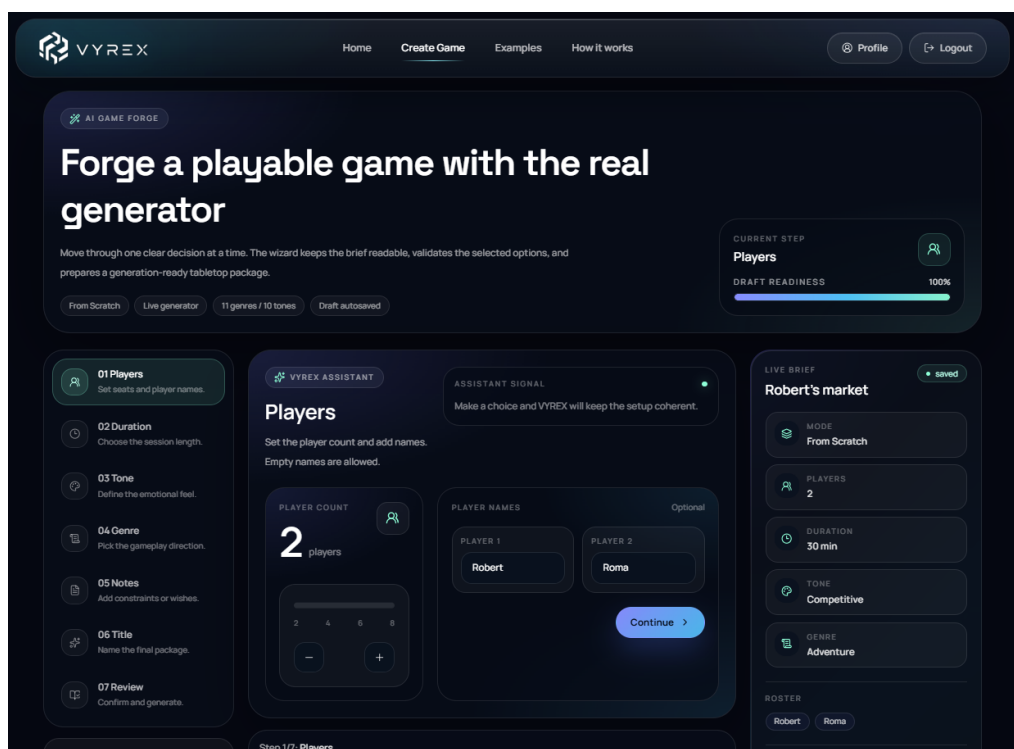 VYREX
Home
Create Game
Examples
How it works
Profile
Logout
AI GAME FORGE
Forge a playable game with the real
generator
Move through one clear decision at a time. The wizard keeps the brief readable, validates the selected options, and
prepares a generation-ready tabletop package.
From Scratch
Live generator
11 genres / 10 tones
Draft autosaved
CURRENT STEP
Players
DRAFT READINESS
100%
01 Players
Set seats and player names.
02 Duration
Choose the session length.
03 Tone
Define the emotional feel.
04 Genre
Pick the gameplay direction.
05 Notes
Add constraints or wishes.
06 Title
Name the final package.
07 Review
Confirm and generate.
VYREX ASSISTANT
Players
Set the player count and add names.
Empty names are allowed.
ASSISTANT SIGNAL
Make a choice and VYREX will keep the setup coherent.
PLAYER COUNT
2 players
2 4 6 8
− +
PLAYER NAMES
Optional
PLAYER 1
Robert
PLAYER 2
Roma
Continue
Step 1/7: Players
LIVE BRIEF
saved
Robert's market
MODE
From Scratch
PLAYERS
2
DURATION
30 min
TONE
Competitive
GENRE
Adventure
ROSTER
Robert
Roma